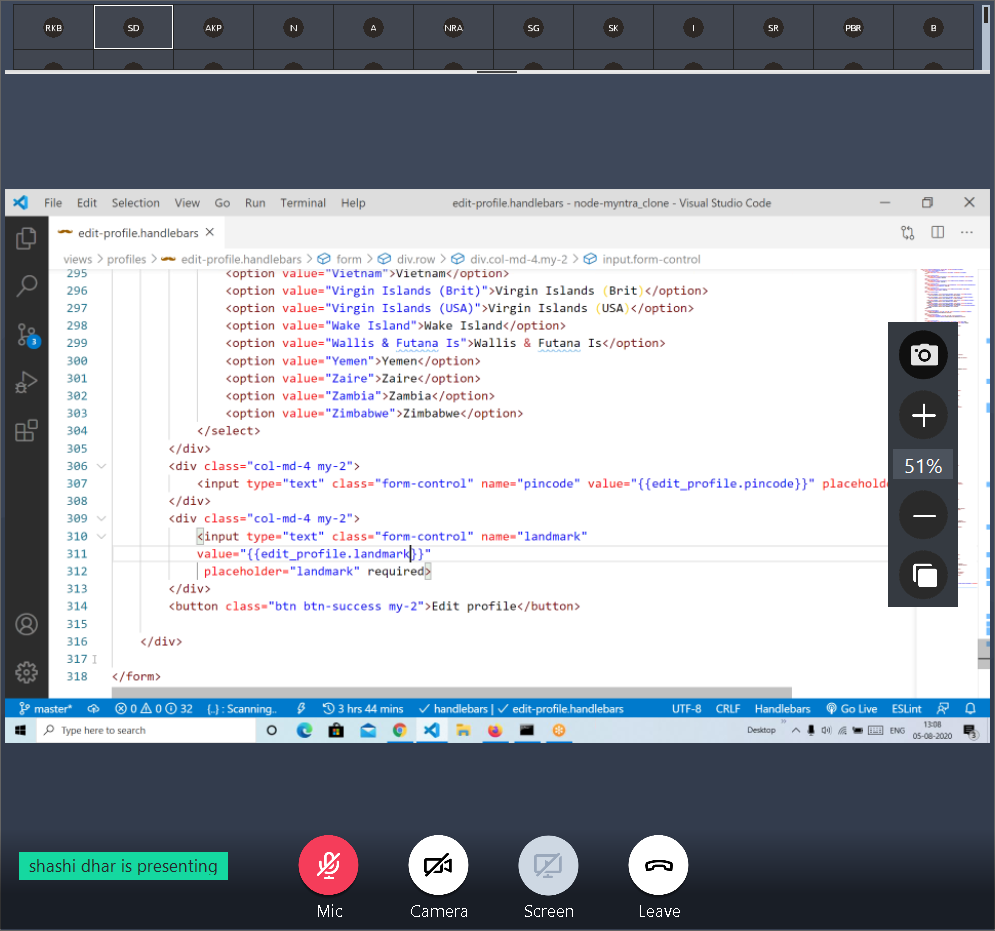 RKB SD AKP N A NRA SG SK I SR PBR B
File Edit Selection View Go Run Terminal Help edit-profile.handlebars - node-myntra_clone - Visual Studio Code
edit-profile.handlebars
views > profiles > edit-profile.handlebars > form > div.row > div.col-md-4.my-2 > input.form-control
295 <option value="Vietnam">Vietnam</option>
296 <option value="Virgin Islands (Brit)">Virgin Islands (Brit)</option>
297 <option value="Virgin Islands (USA)">Virgin Islands (USA)</option>
298 <option value="Wake Island">Wake Island</option>
299 <option value="Wallis & Futana Is">Wallis & Futana Is</option>
300 <option value="Yemen">Yemen</option>
301 <option value="Zaire">Zaire</option>
302 <option value="Zambia">Zambia</option>
303 <option value="Zimbabwe">Zimbabwe</option>
304 </select>
305 </div>
306 <div class="col-md-4 my-2">
307 <input type="text" class="form-control" name="pincode" value="{{edit_profile.pincode}}" placeholde
308 </div>
309 <div class="col-md-4 my-2">
310 <input type="text" class="form-control" name="landmark"
311 value="{{edit_profile.landmark}}"
312 placeholder="landmark" required>
313 </div>
314 <button class="btn btn-success my-2">Edit profile</button>
315
316 </div>
317
318 </form>
51%
3
master* 0 0 32 {..} : Scanning.. 3 hrs 44 mins handlebars | edit-profile.handlebars UTF-8 CRLF Handlebars Go Live ESLint
Type here to search Desktop ENG 13:08
05-08-2020 3
shashi dhar is presenting
Mic Camera Screen Leave